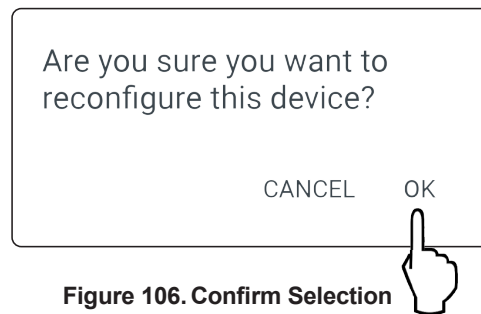 Are you sure you want to
reconfigure this device?
CANCEL OK
Figure 106. Confirm Selection